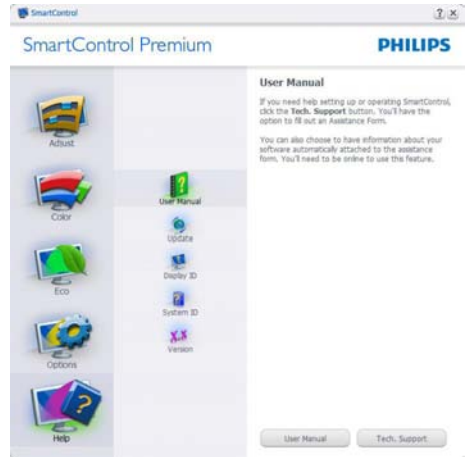 SmartControl
SmartControl Premium
PHILIPS
Adjust
Color
Eco
Options
Help
User Manual
Update
Display ID
System ID
Version
User Manual
If you need help setting up or operating SmartControl,
click the Tech. Support button. You'll have the
option to fill out an Assistance Form.
You can also choose to have information about your
software automatically attached to the assistance
form. You'll need to be online to use this feature.
User Manual
Tech. Support